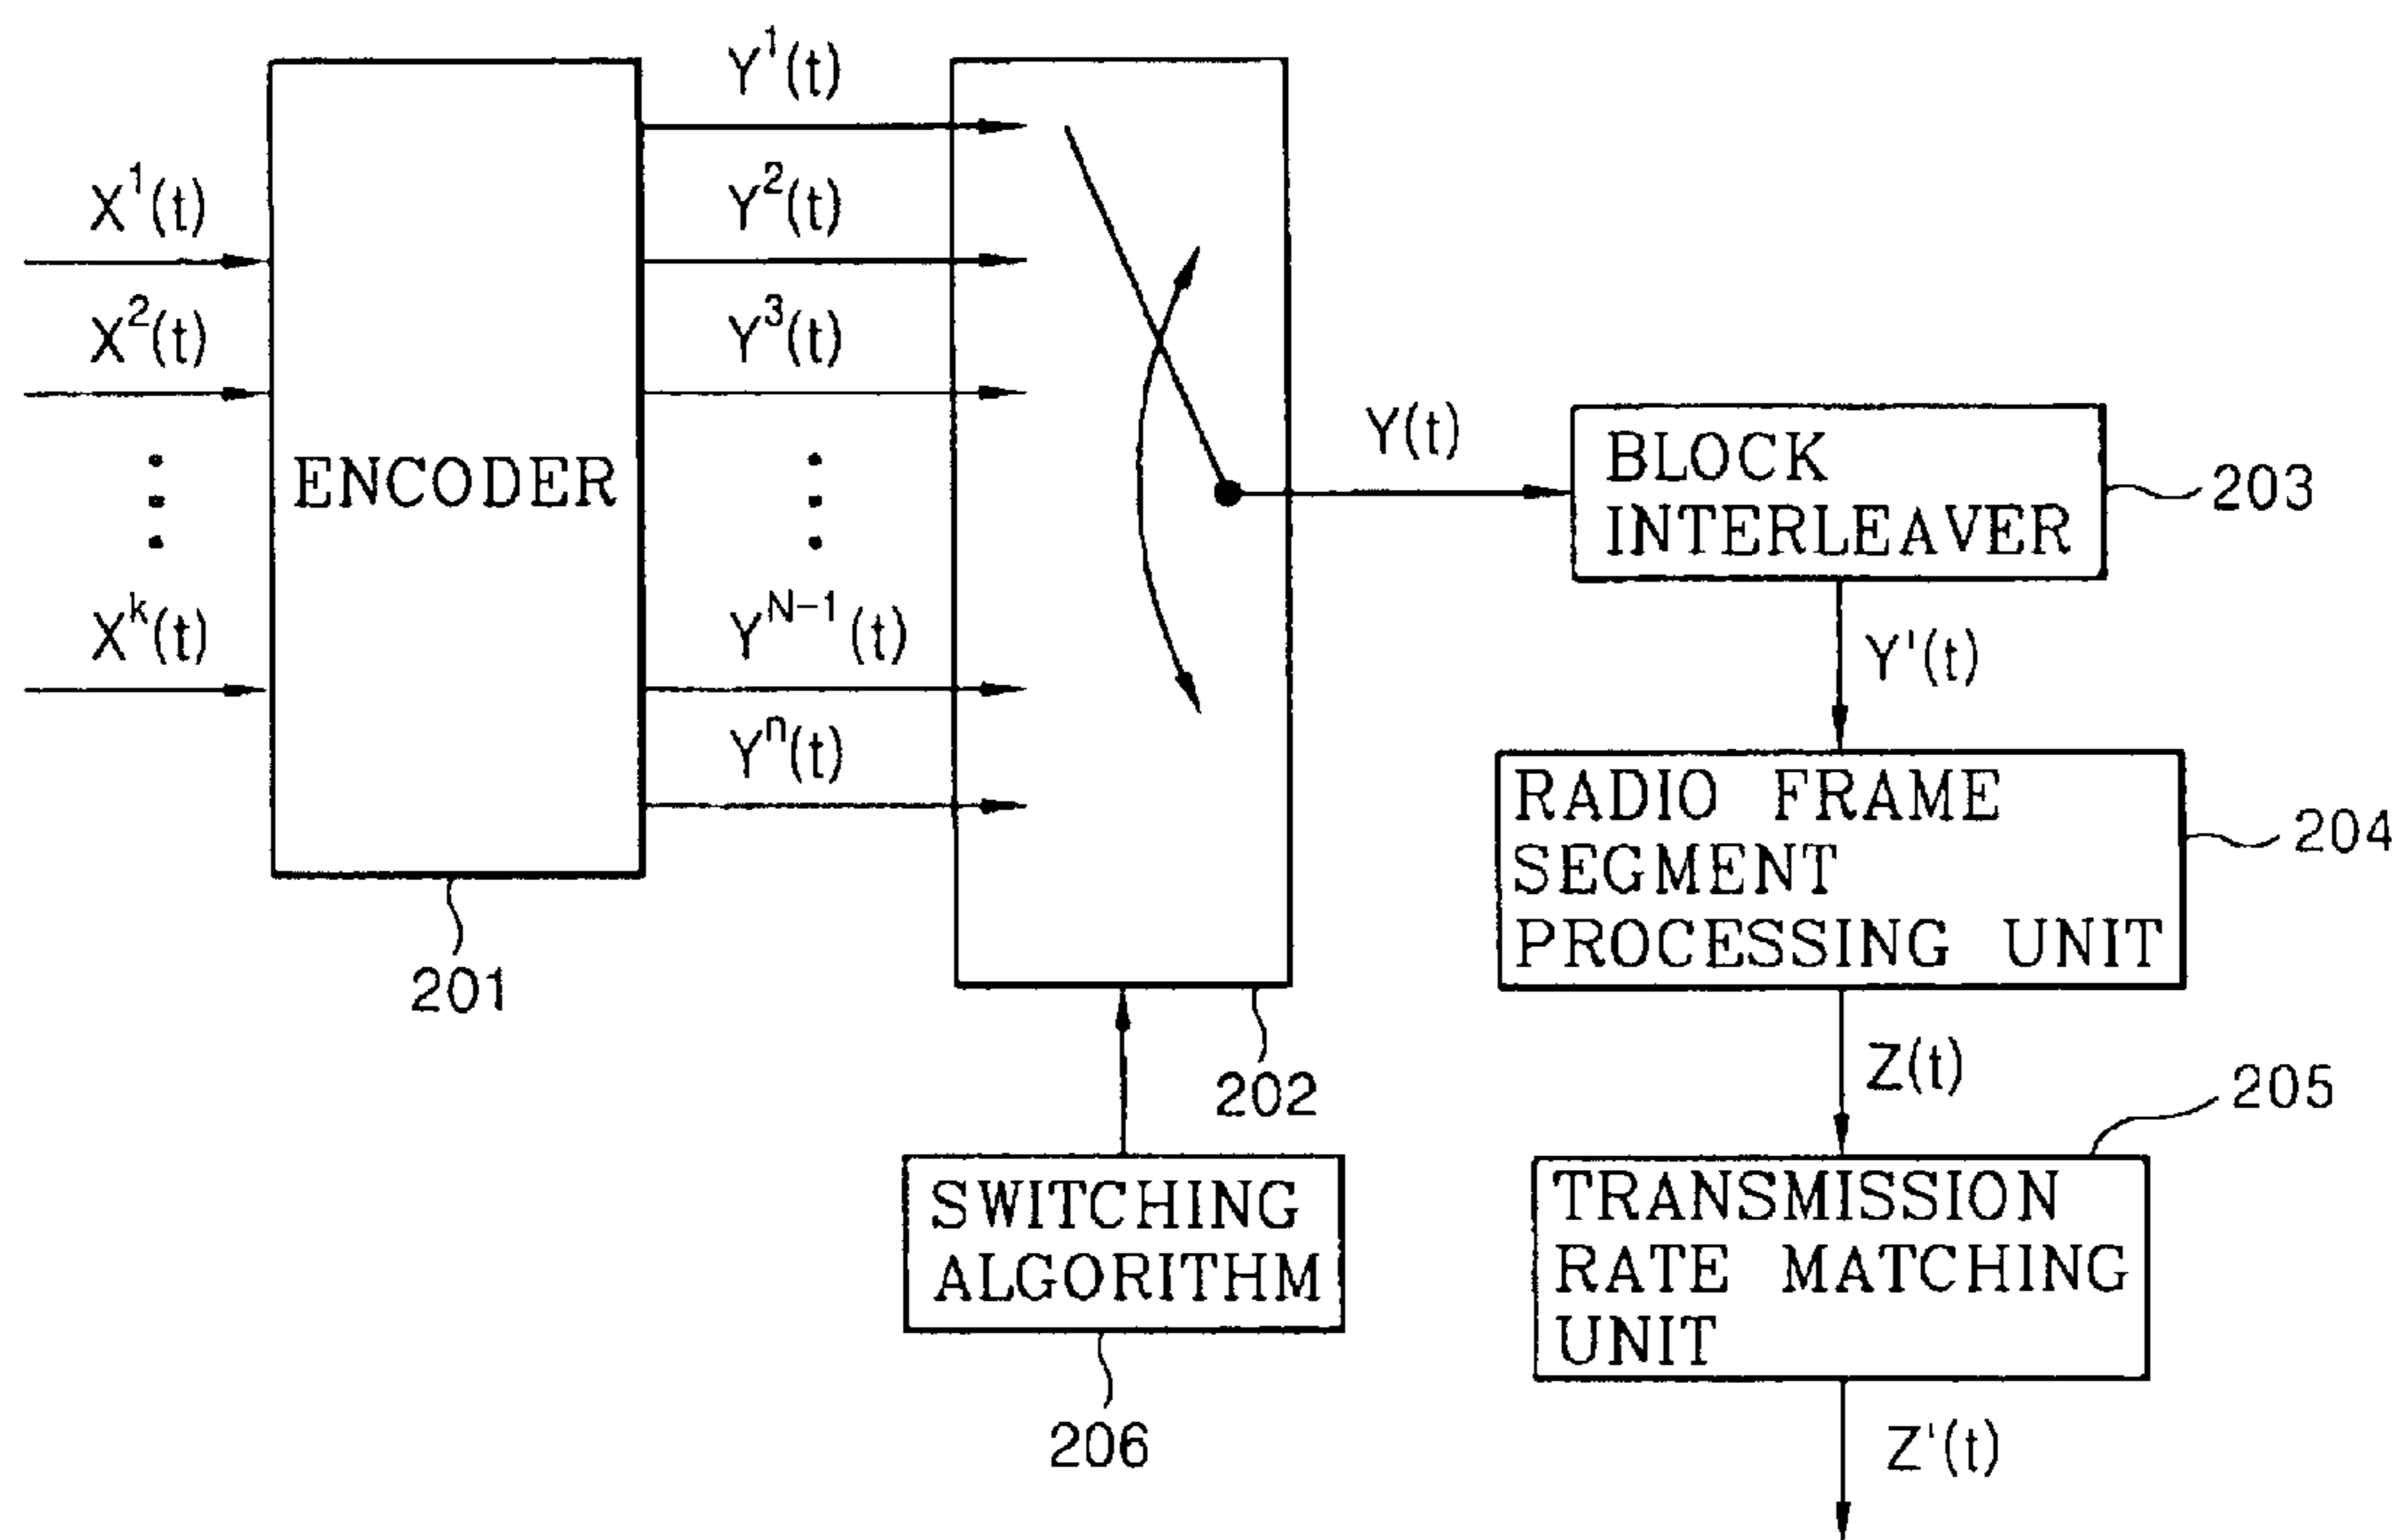 Y¹(t)
X¹(t)
Y²(t)
X²(t)
Y³(t)
Y(t)
BLOCK
INTERLEAVER
203
ENCODER
Xᵏ(t)
Yᴺ⁻¹(t)
Y'(t)
Yⁿ(t)
RADIO FRAME
SEGMENT
PROCESSING UNIT
204
201
202
Z(t)
205
SWITCHING
ALGORITHM
TRANSMISSION
RATE MATCHING
UNIT
206
Z'(t)